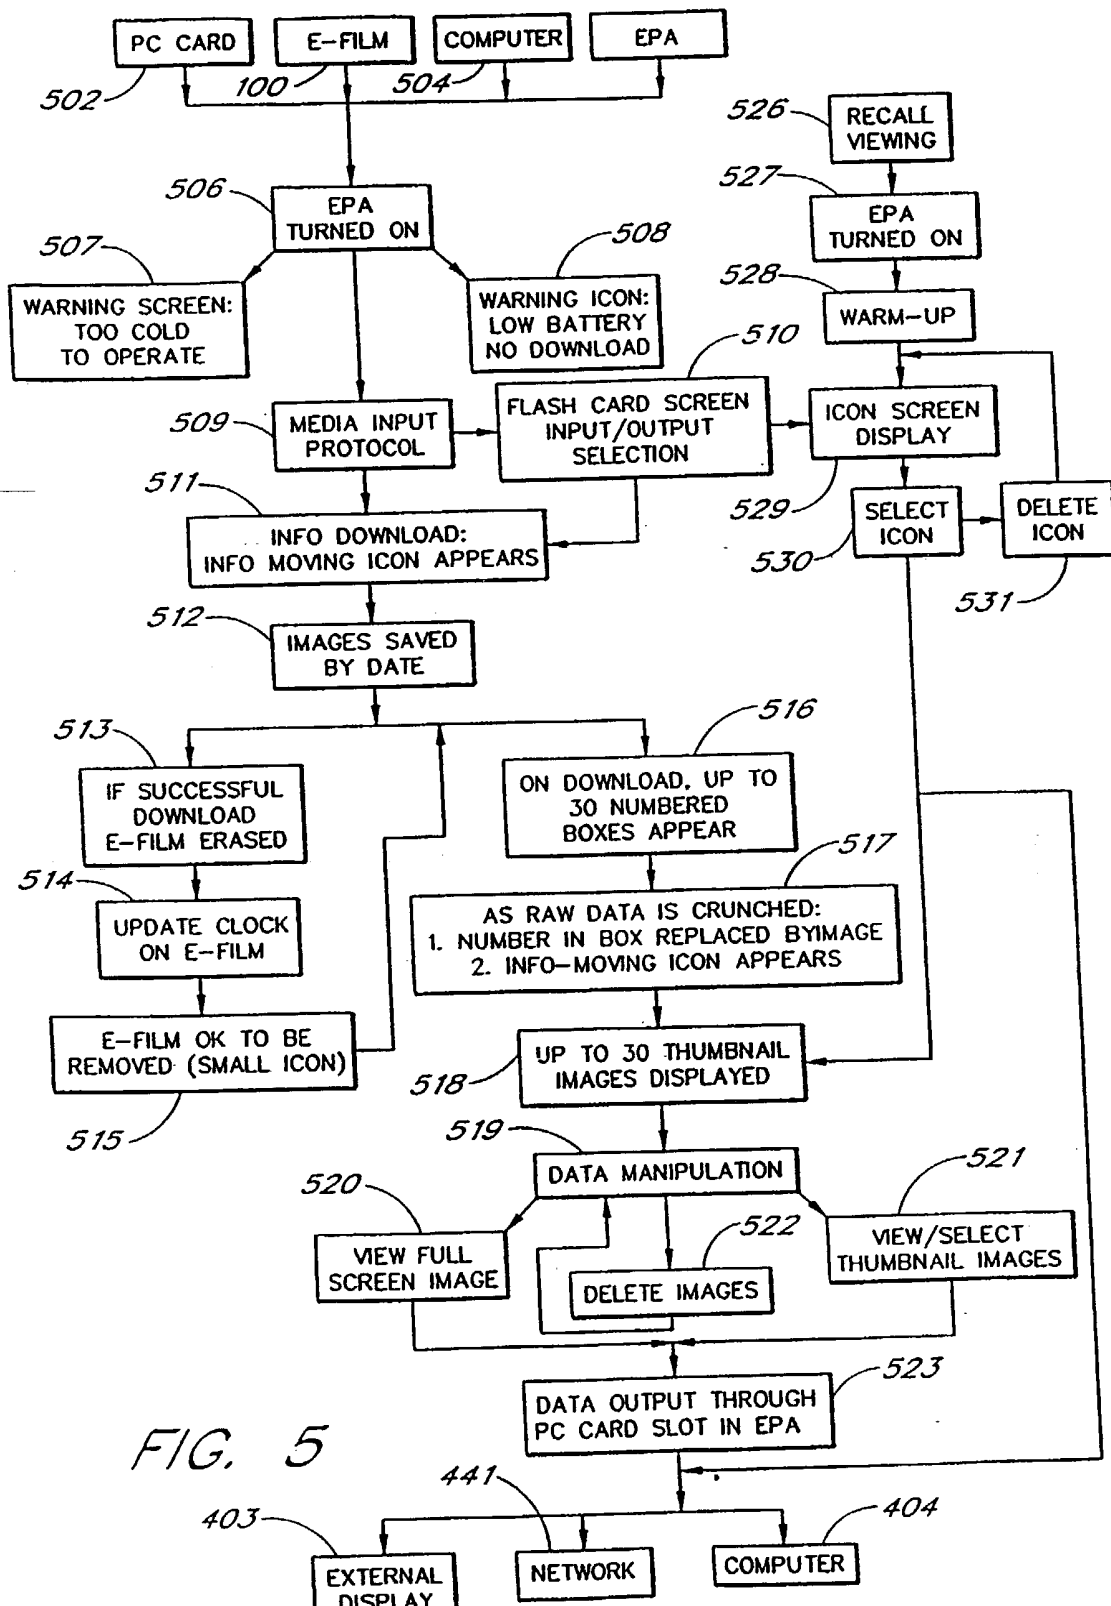 PC CARD
E-FILM
COMPUTER
EPA
502
100
504
526
RECALL
VIEWING
506
EPA
TURNED ON
527
EPA
TURNED ON
507
508
528
WARNING SCREEN:
TOO COLD
TO OPERATE
WARNING ICON:
LOW BATTERY
NO DOWNLOAD
WARM-UP
510
509
MEDIA INPUT
PROTOCOL
FLASH CARD SCREEN
INPUT/OUTPUT
SELECTION
ICON SCREEN
DISPLAY
511
529
INFO DOWNLOAD:
INFO MOVING ICON APPEARS
SELECT
ICON
DELETE
ICON
530
531
512
IMAGES SAVED
BY DATE
513
516
IF SUCCESSFUL
DOWNLOAD
E-FILM ERASED
ON DOWNLOAD, UP TO
30 NUMBERED
BOXES APPEAR
514
517
UPDATE CLOCK
ON E-FILM
AS RAW DATA IS CRUNCHED:
1. NUMBER IN BOX REPLACED BYIMAGE
2. INFO-MOVING ICON APPEARS
E-FILM OK TO BE
REMOVED (SMALL ICON)
515
518
UP TO 30 THUMBNAIL
IMAGES DISPLAYED
519
DATA MANIPULATION
520
521
522
VIEW FULL
SCREEN IMAGE
DELETE IMAGES
VIEW/SELECT
THUMBNAIL IMAGES
523
DATA OUTPUT THROUGH
PC CARD SLOT IN EPA
FIG. 5
403
441
404
EXTERNAL
DISPLAY
NETWORK
COMPUTER